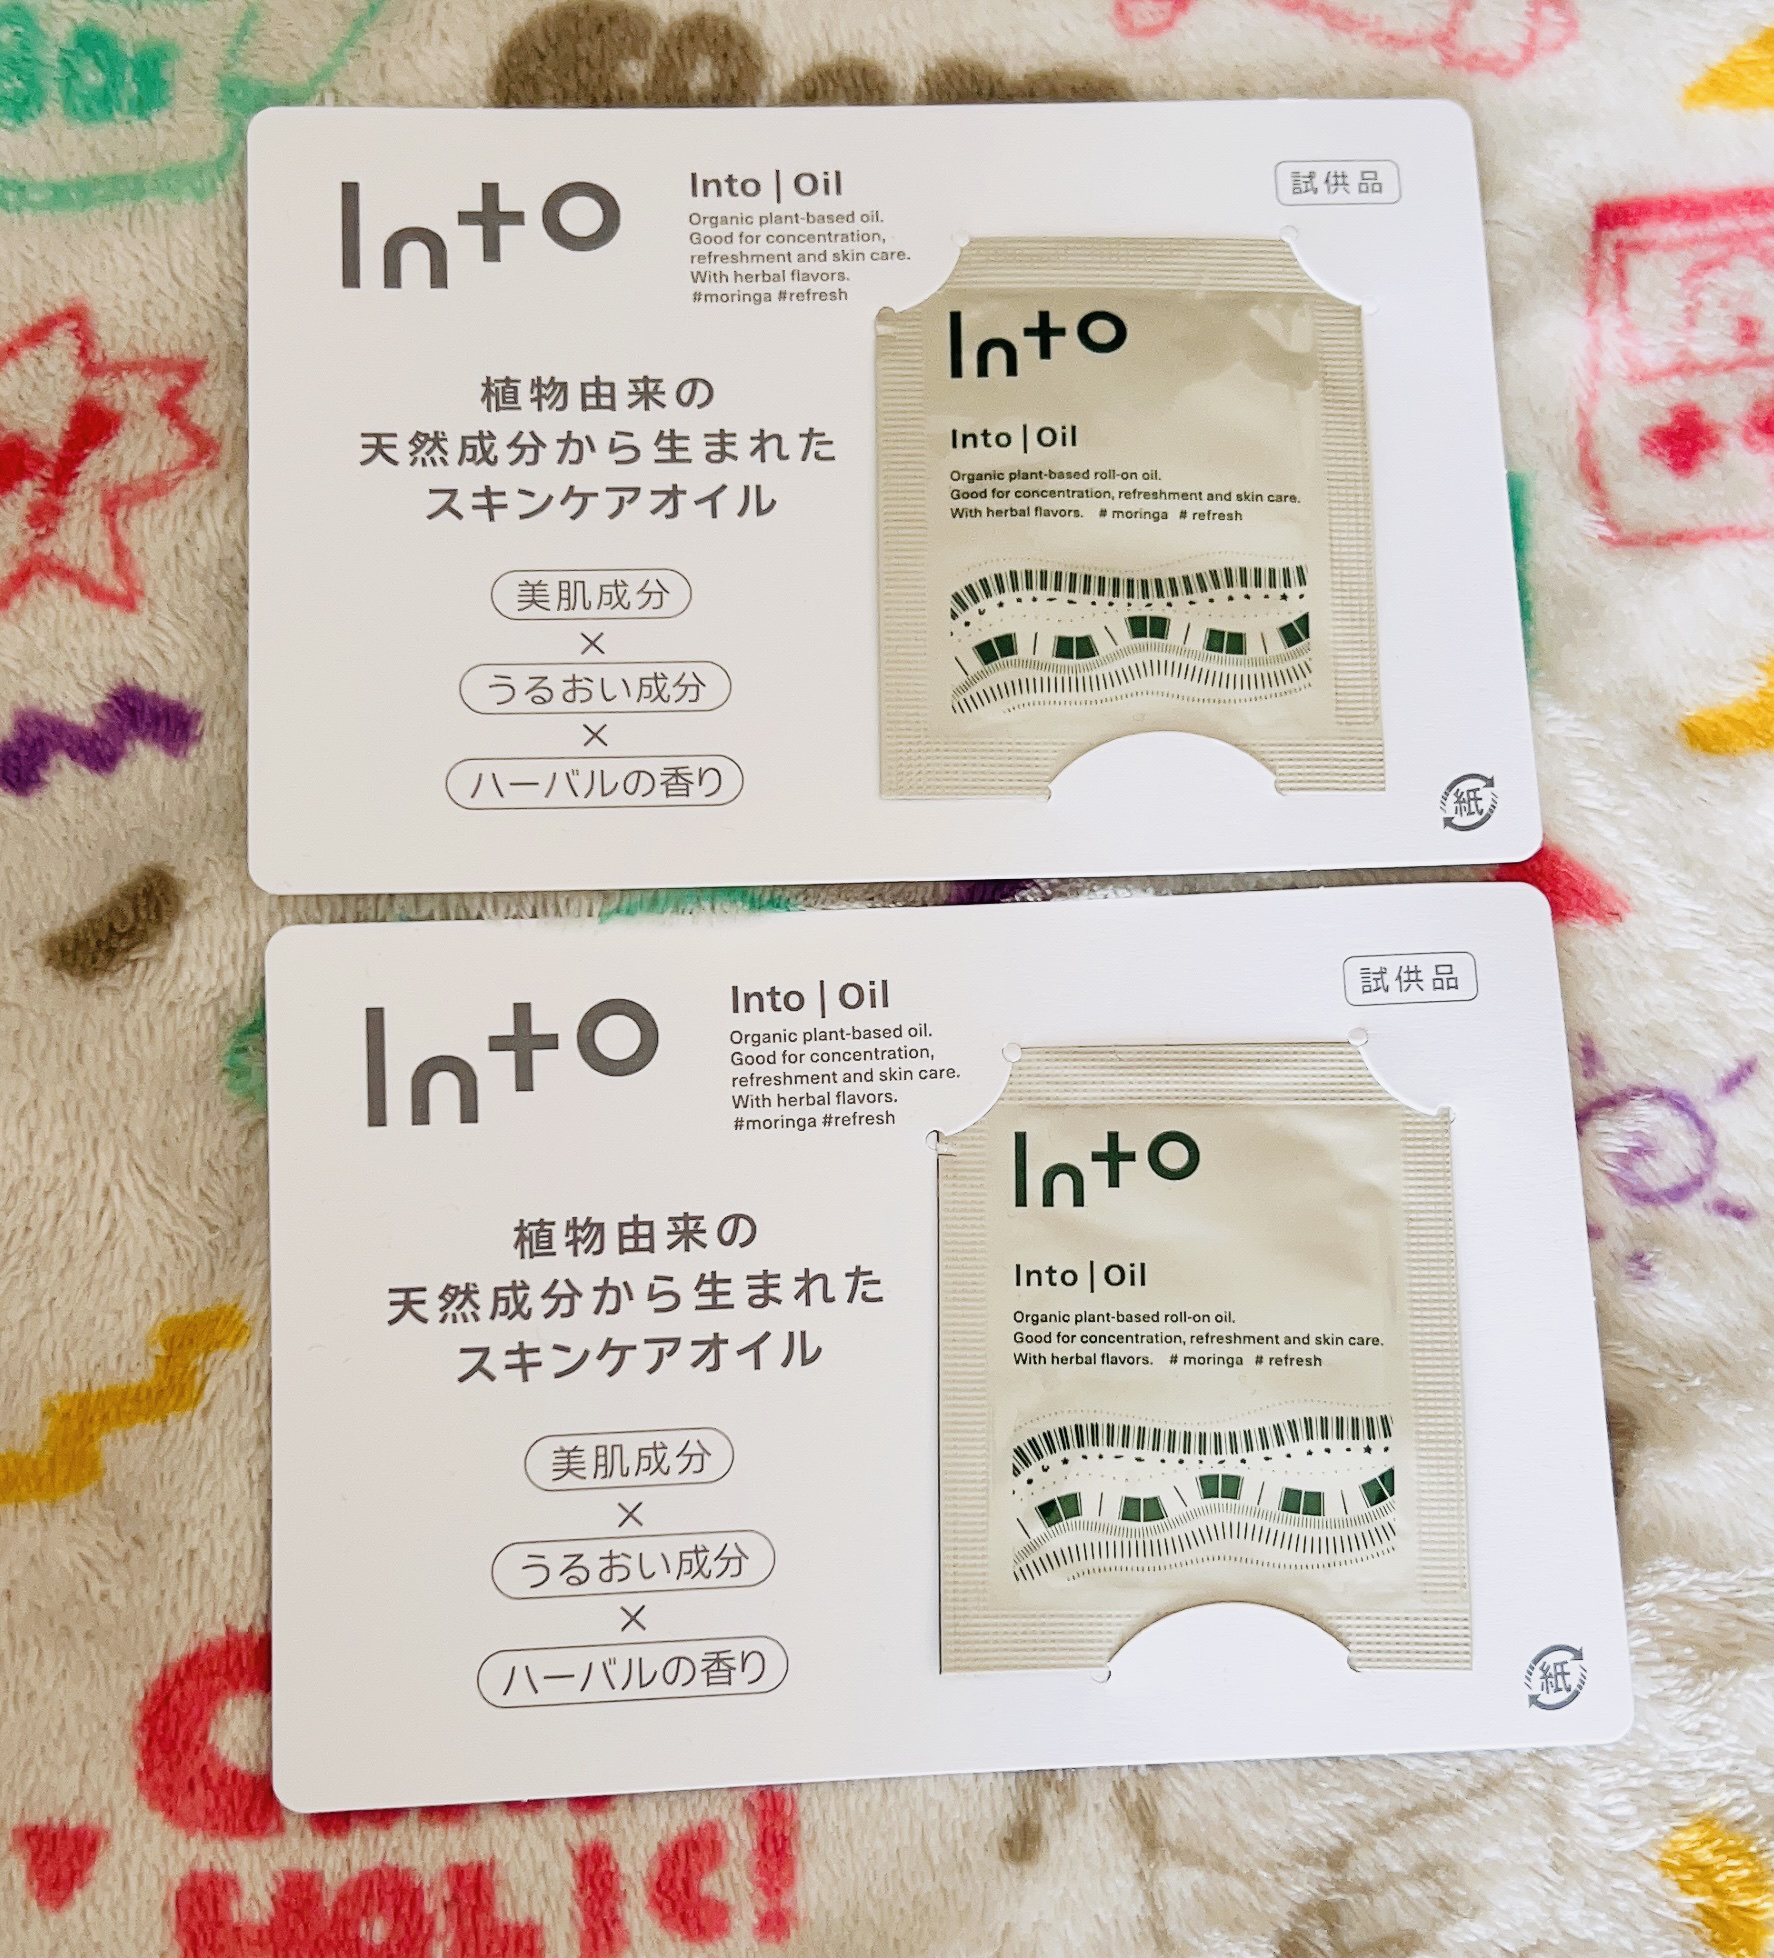 Into
Into | Oil
Organic plant-based oil.
Good for concentration,
refreshment and skin care.
With herbal flavors.
#moringa #refresh
試供品
植物由来の
天然成分から生まれた
スキンケアオイル
美肌成分
×
うるおい成分
×
ハーバルの香り
Into
Into | Oil
Organic plant-based roll-on oil.
Good for concentration, refreshment and skin care.
With herbal flavors. # moringa # refresh
紙
Into
Into | Oil
Organic plant-based oil.
Good for concentration,
refreshment and skin care.
With herbal flavors.
#moringa #refresh
試供品
植物由来の
天然成分から生まれた
スキンケアオイル
美肌成分
×
うるおい成分
×
ハーバルの香り
Into
Into | Oil
Organic plant-based roll-on oil.
Good for concentration, refreshment and skin care.
With herbal flavors. # moringa # refresh
紙